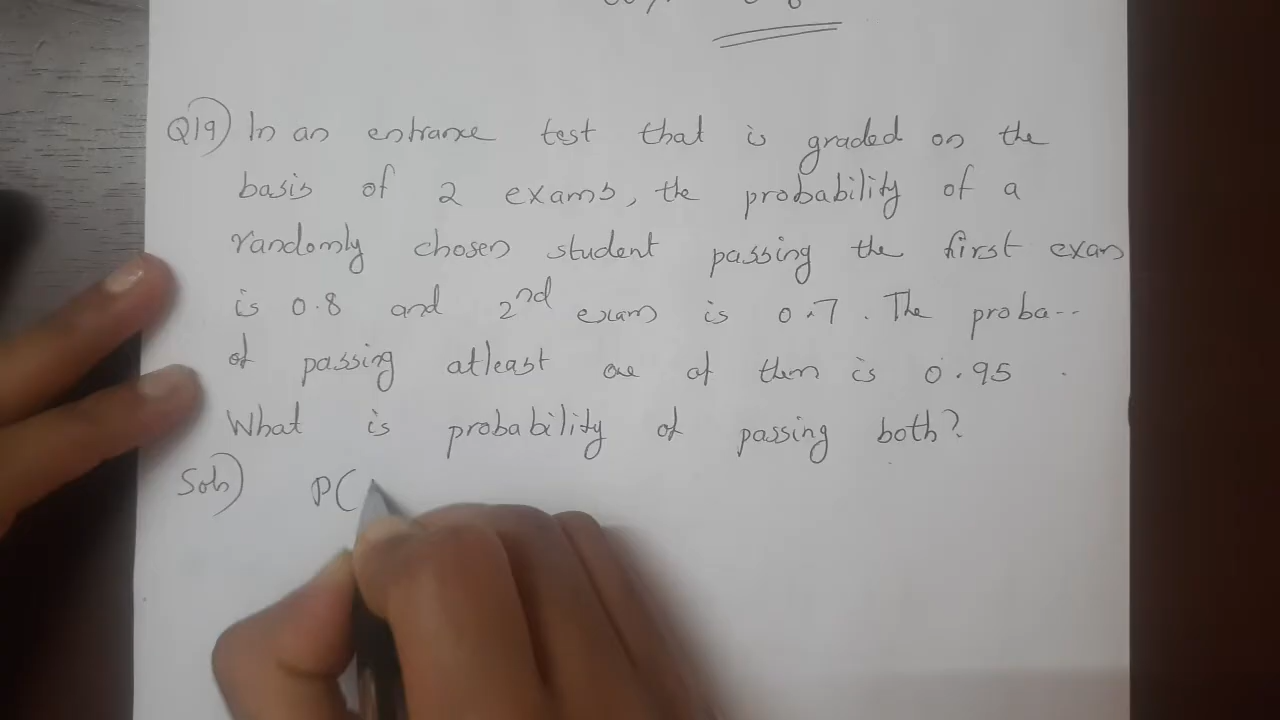 Q19) In an entrance test that is graded on the
basis of 2 exams, the probability of a
randomly chosen student passing the first exam
is 0.8 and 2nd exam is 0.7. The proba--
of passing atleast one of them is 0.95.
What is probability of passing both?
Soln) P(